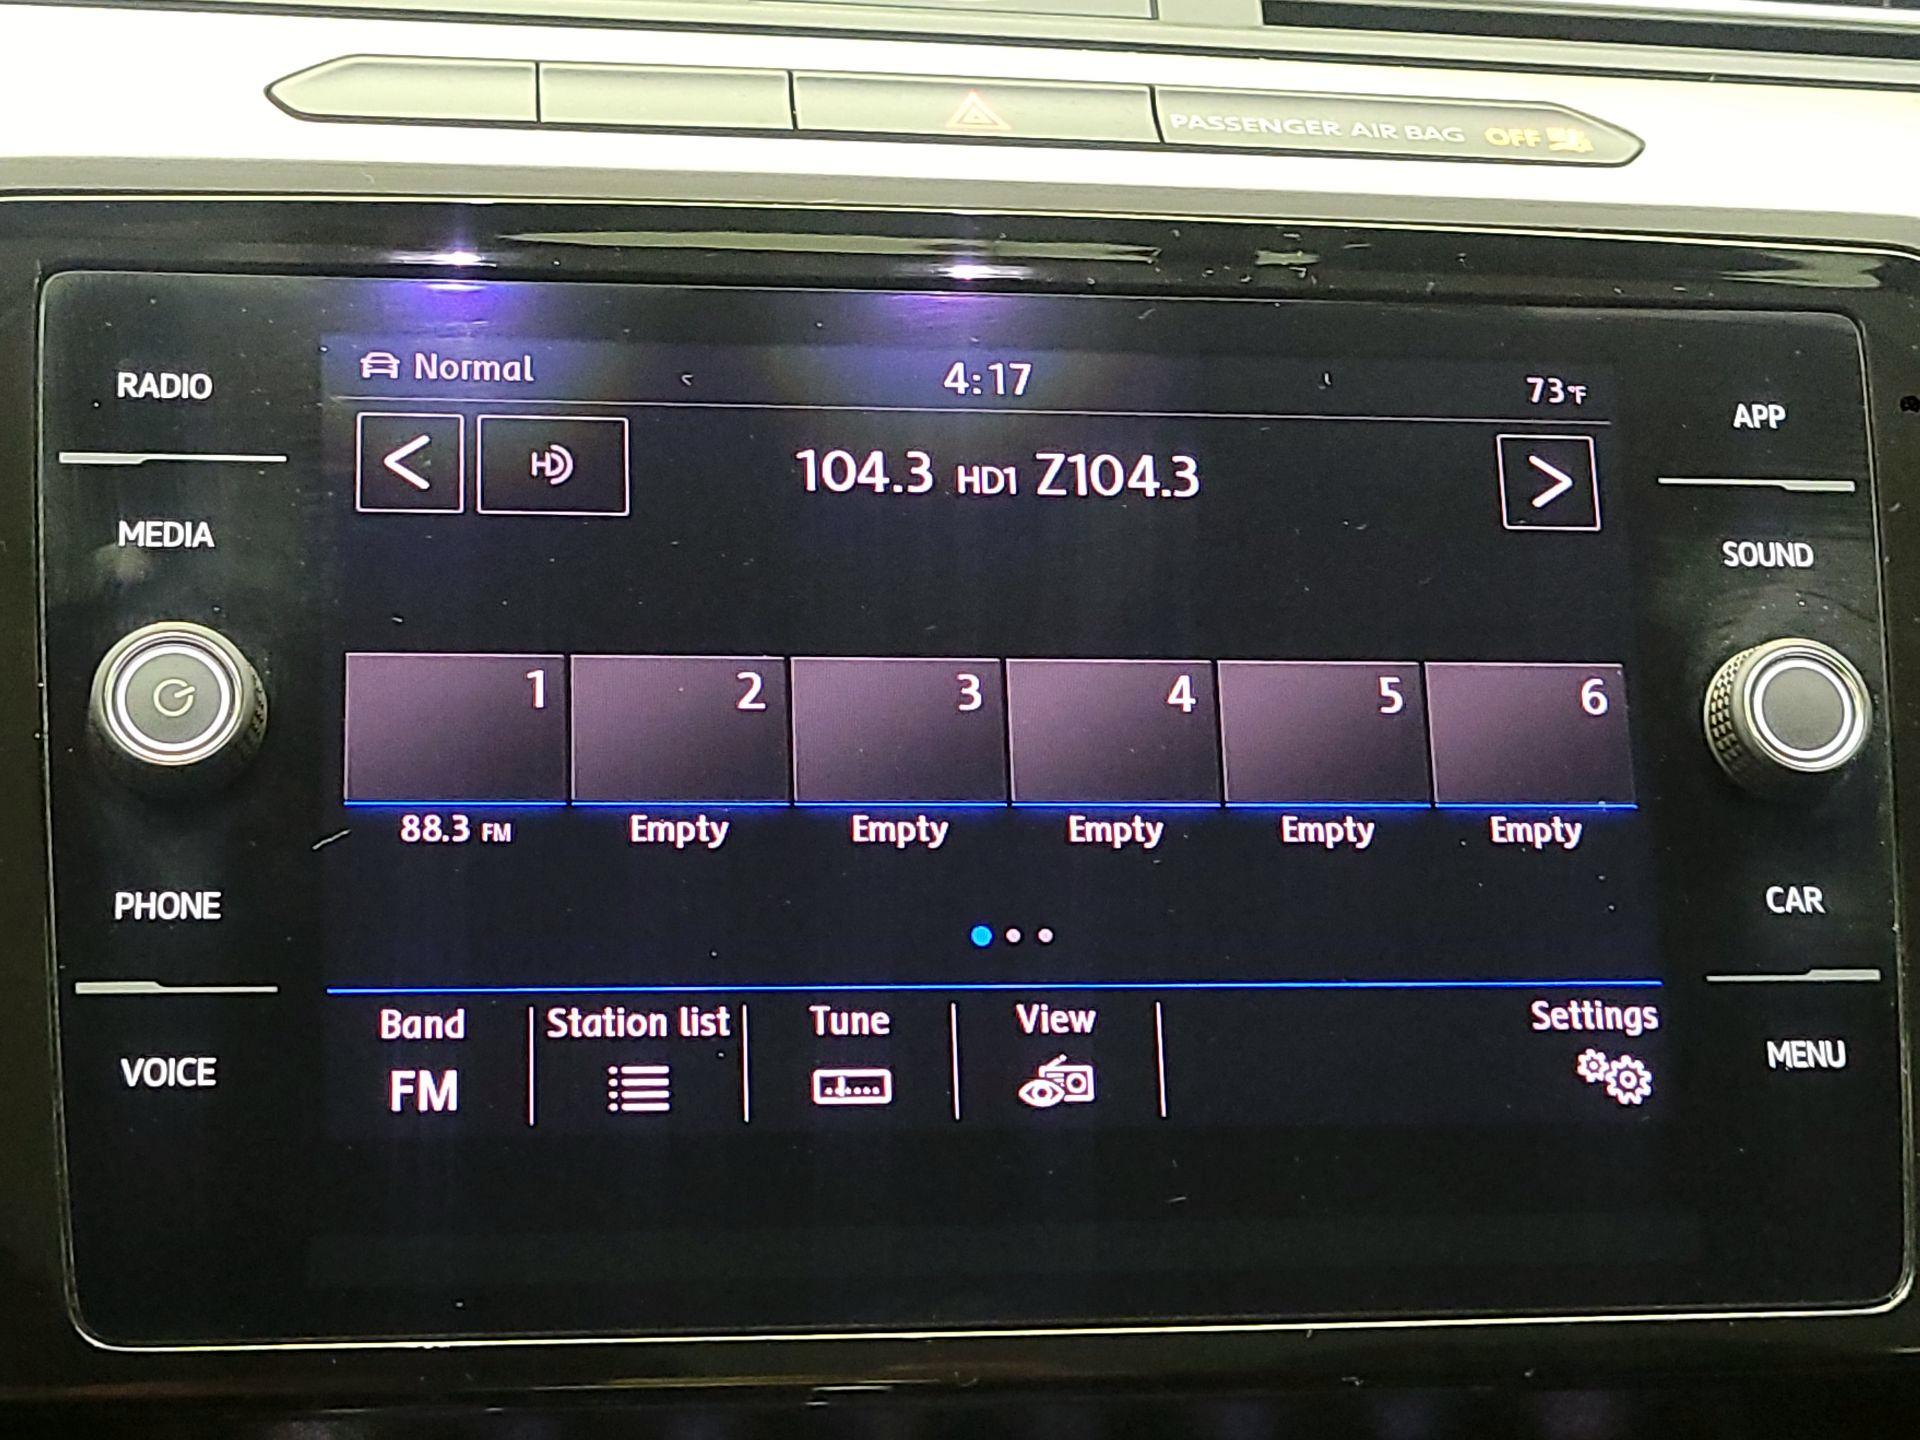 PASSENGER AIR BAG OFF
RADIO
MEDIA
PHONE
VOICE
Normal
4:17
73°F
HD
104.3 HD1 Z104.3
1
2
3
4
5
6
88.3 FM
Empty
Empty
Empty
Empty
Empty
Band
FM
Station list
Tune
View
Settings
APP
SOUND
CAR
MENU